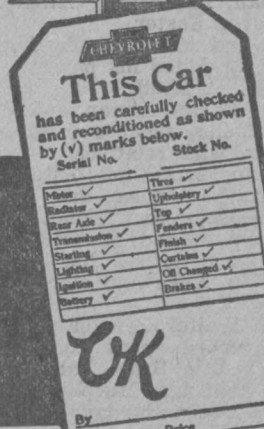 CHEVROLET
This Car
has been carefully checked
and reconditioned as shown
by (v) marks below.
Serial No. Stock No.
Motor ✓ Tires ✓
Radiator ✓ Upholstery ✓
Rear Axle ✓ Top ✓
Transmission ✓ Fenders ✓
Starting ✓ Finish ✓
Lighting ✓ Curtains ✓
Ignition ✓ Oil Changed ✓
Battery ✓ Brakes ✓
OK
By